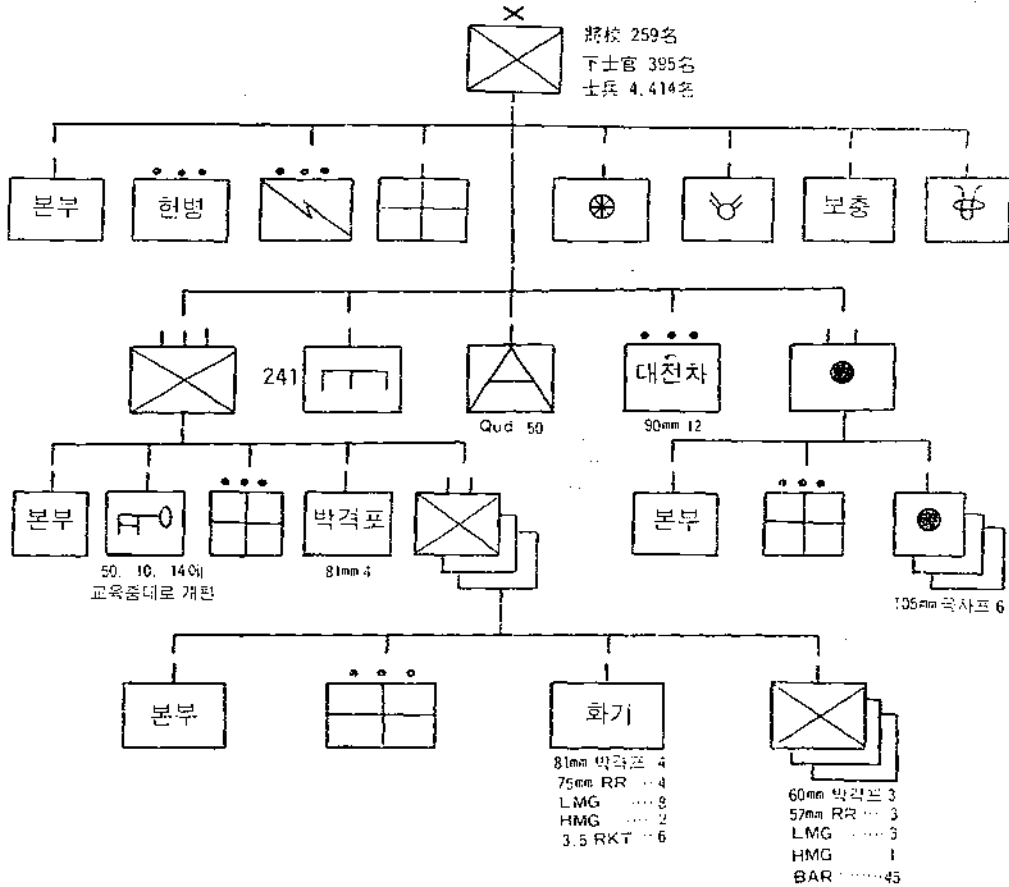 將校 259名
下士官 395名
士兵 4,414名
본부
헌병
보충
241
대전차
Qud 50
90mm 12
본부
박격포
본부
50. 10. 14에
교육중대로 개편
81mm 4
105mm 곡사포 6
본부
화기
81mm 박격포 4
75mm RR ‥‥ 4
LMG ‥‥ 8
HMG ‥‥ 2
3.5 RKT ‥ 6
60mm 박격포 3
57mm RR ‥‥ 3
LMG
HMG 1
BAR ‥‥‥ 45